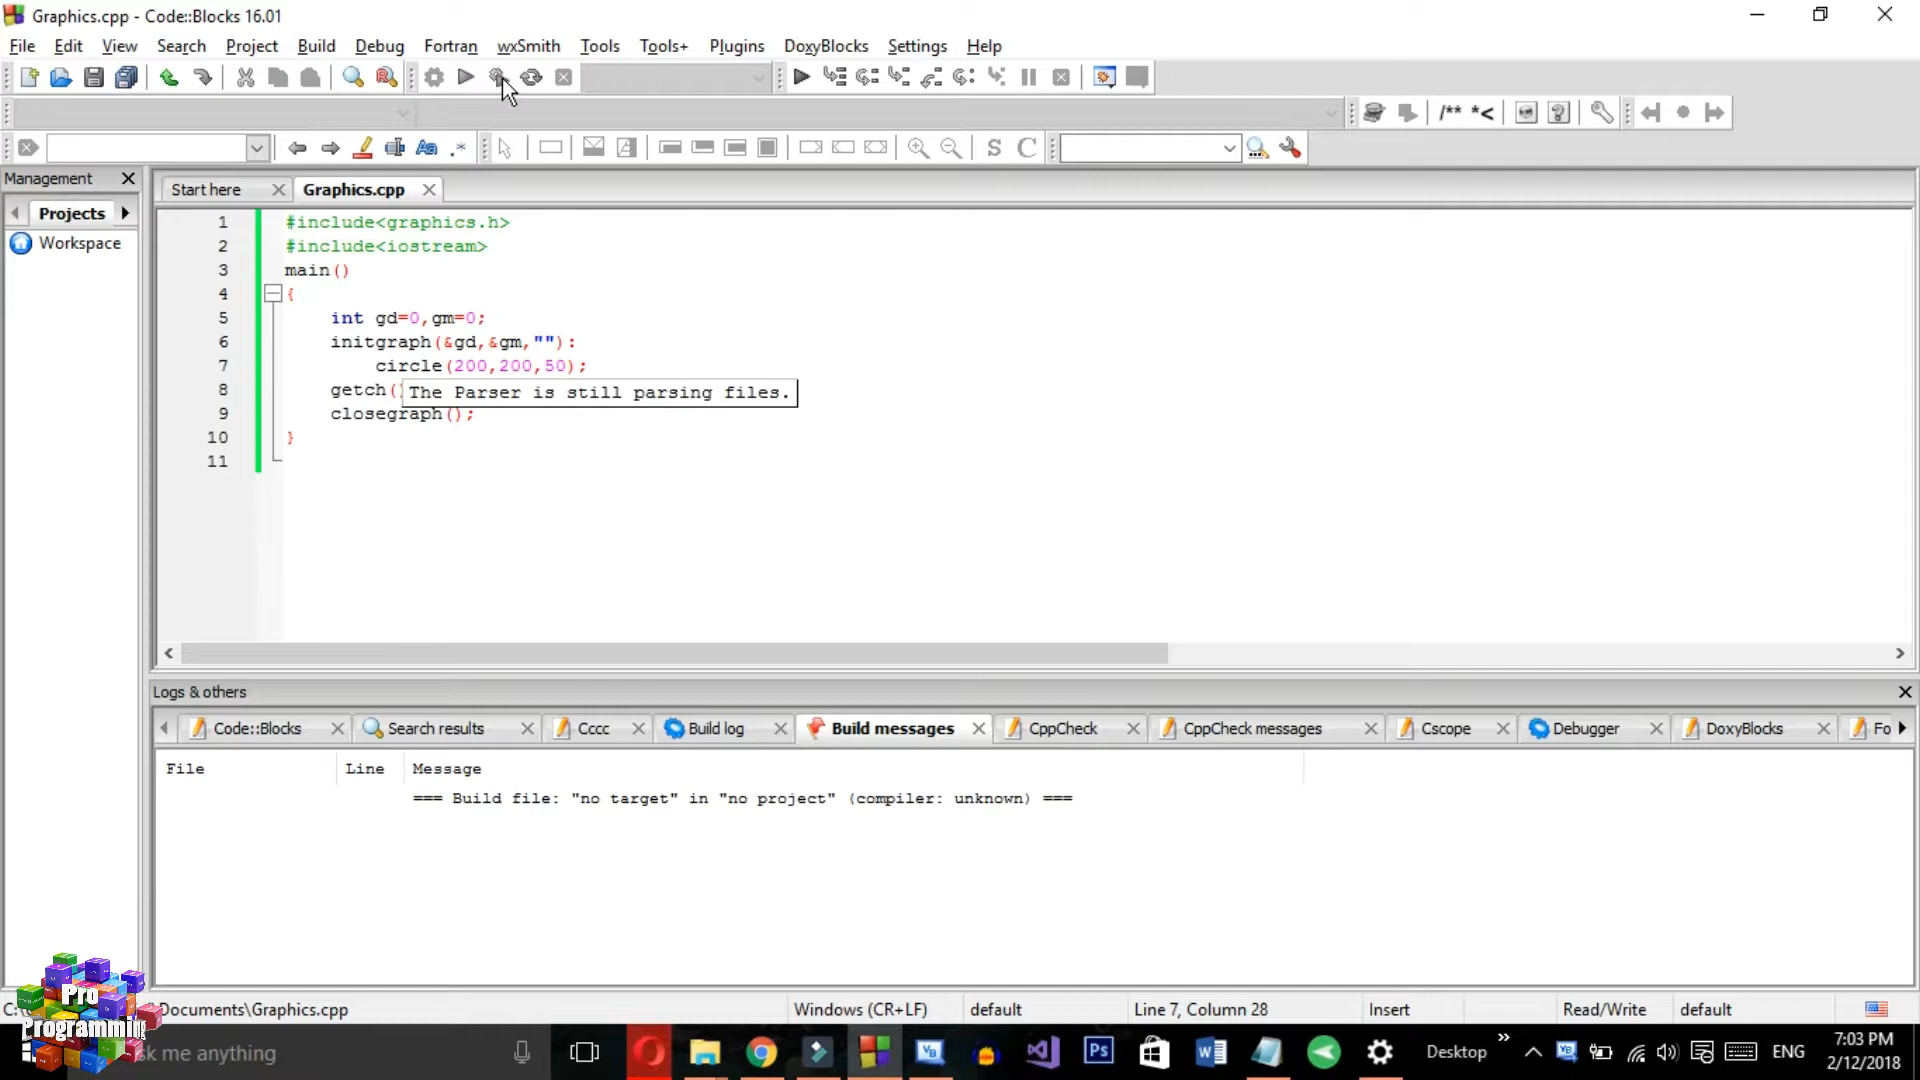 Graphics.cpp - Code::Blocks 16.01
File Edit View Search Project Build Debug Fortran wxSmith Tools Tools+ Plugins DoxyBlocks Settings Help
/** *<
S C
Management
Start here Graphics.cpp
Projects
Workspace
1 #include<graphics.h>
2 #include<iostream>
3 main()
4 {
5 int gd=0,gm=0;
6 initgraph(&gd,&gm,""):
7 circle(200,200,50);
8 getch()
The Parser is still parsing files.
9 closegraph();
10 }
11
Logs & others
Code::Blocks Search results Cccc Build log Build messages CppCheck CppCheck messages Cscope Debugger DoxyBlocks Fo
File Line Message
=== Build file: "no target" in "no project" (compiler: unknown) ===
Documents\Graphics.cpp Windows (CR+LF) default Line 7, Column 28 Insert Read/Write default
Pro
Programming
k me anything
Desktop
ENG
7:03 PM
2/12/2018